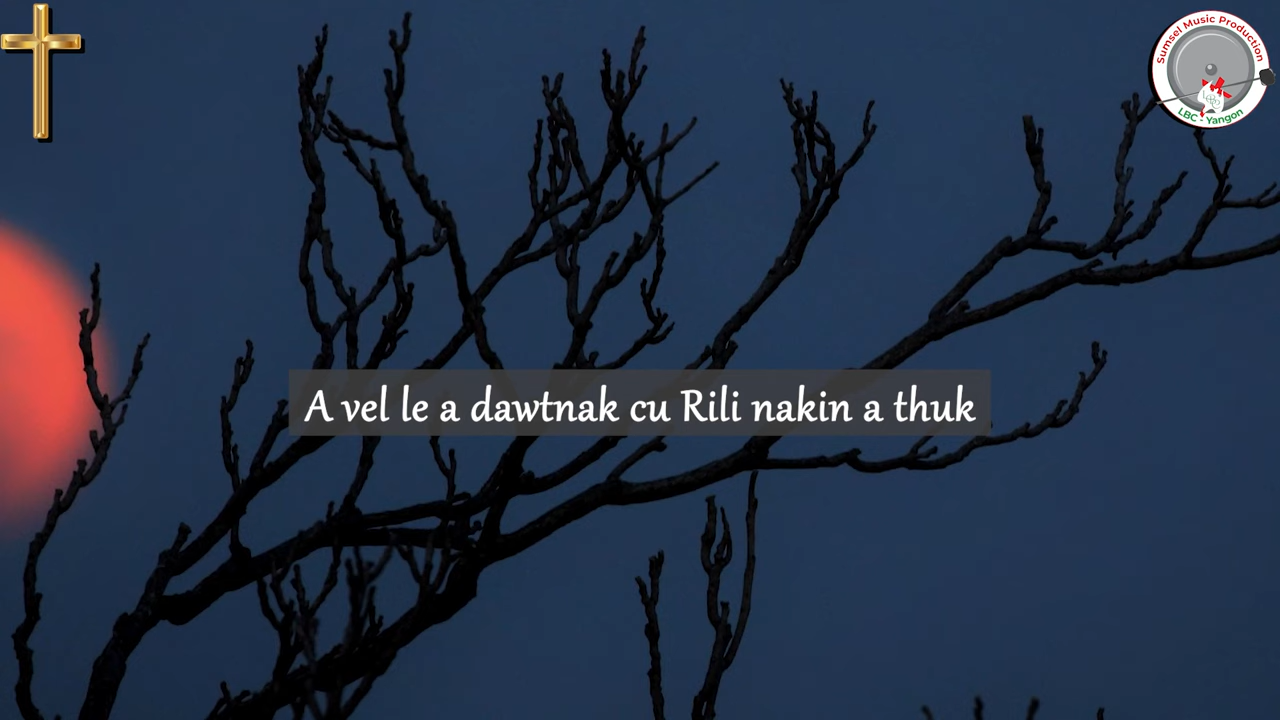 Sumsel Music Production
LBC - Yangon
A vel le a dawtnak cu Rili nakin a thuk